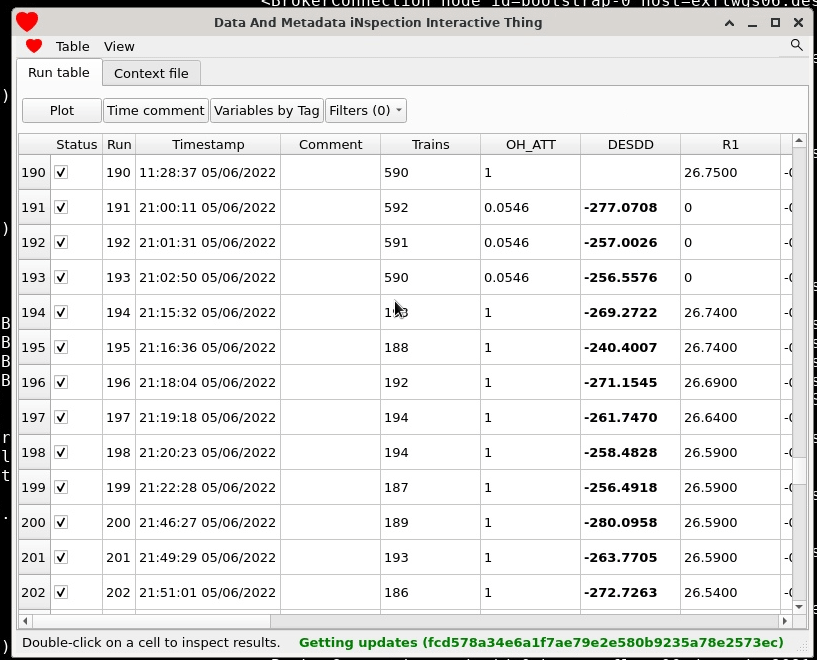 Data And Metadata iNspection Interactive Thing
Table View
Run table Context file
Plot Time comment Variables by Tag Filters (0)
Status Run Timestamp Comment Trains OH_ATT DESDD R1
190 190 11:28:37 05/06/2022 590 1 26.7500
191 191 21:00:11 05/06/2022 592 0.0546 -277.0708 0
192 192 21:01:31 05/06/2022 591 0.0546 -257.0026 0
193 193 21:02:50 05/06/2022 590 0.0546 -256.5576 0
194 194 21:15:32 05/06/2022 1 -269.2722 26.7400
195 195 21:16:36 05/06/2022 188 1 -240.4007 26.7400
196 196 21:18:04 05/06/2022 192 1 -271.1545 26.6900
197 197 21:19:18 05/06/2022 194 1 -261.7470 26.6400
198 198 21:20:23 05/06/2022 194 1 -258.4828 26.5900
199 199 21:22:28 05/06/2022 187 1 -256.4918 26.5900
200 200 21:46:27 05/06/2022 189 1 -280.0958 26.5900
201 201 21:49:29 05/06/2022 193 1 -263.7705 26.5900
202 202 21:51:01 05/06/2022 186 1 -272.7263 26.5400
Double-click on a cell to inspect results. Getting updates (fcd578a34e6a1f7ae79e2e580b9235a78e2573ec)